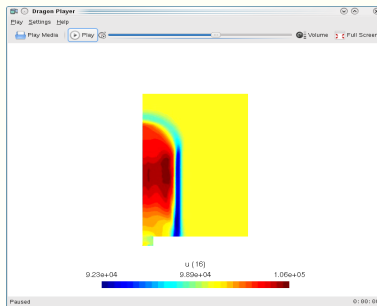 Dragon Player
Play Settings Help
Play Media Play Volume Full Screen
u (16)
9.23e+04 9.89e+04 1.06e+05
Paused